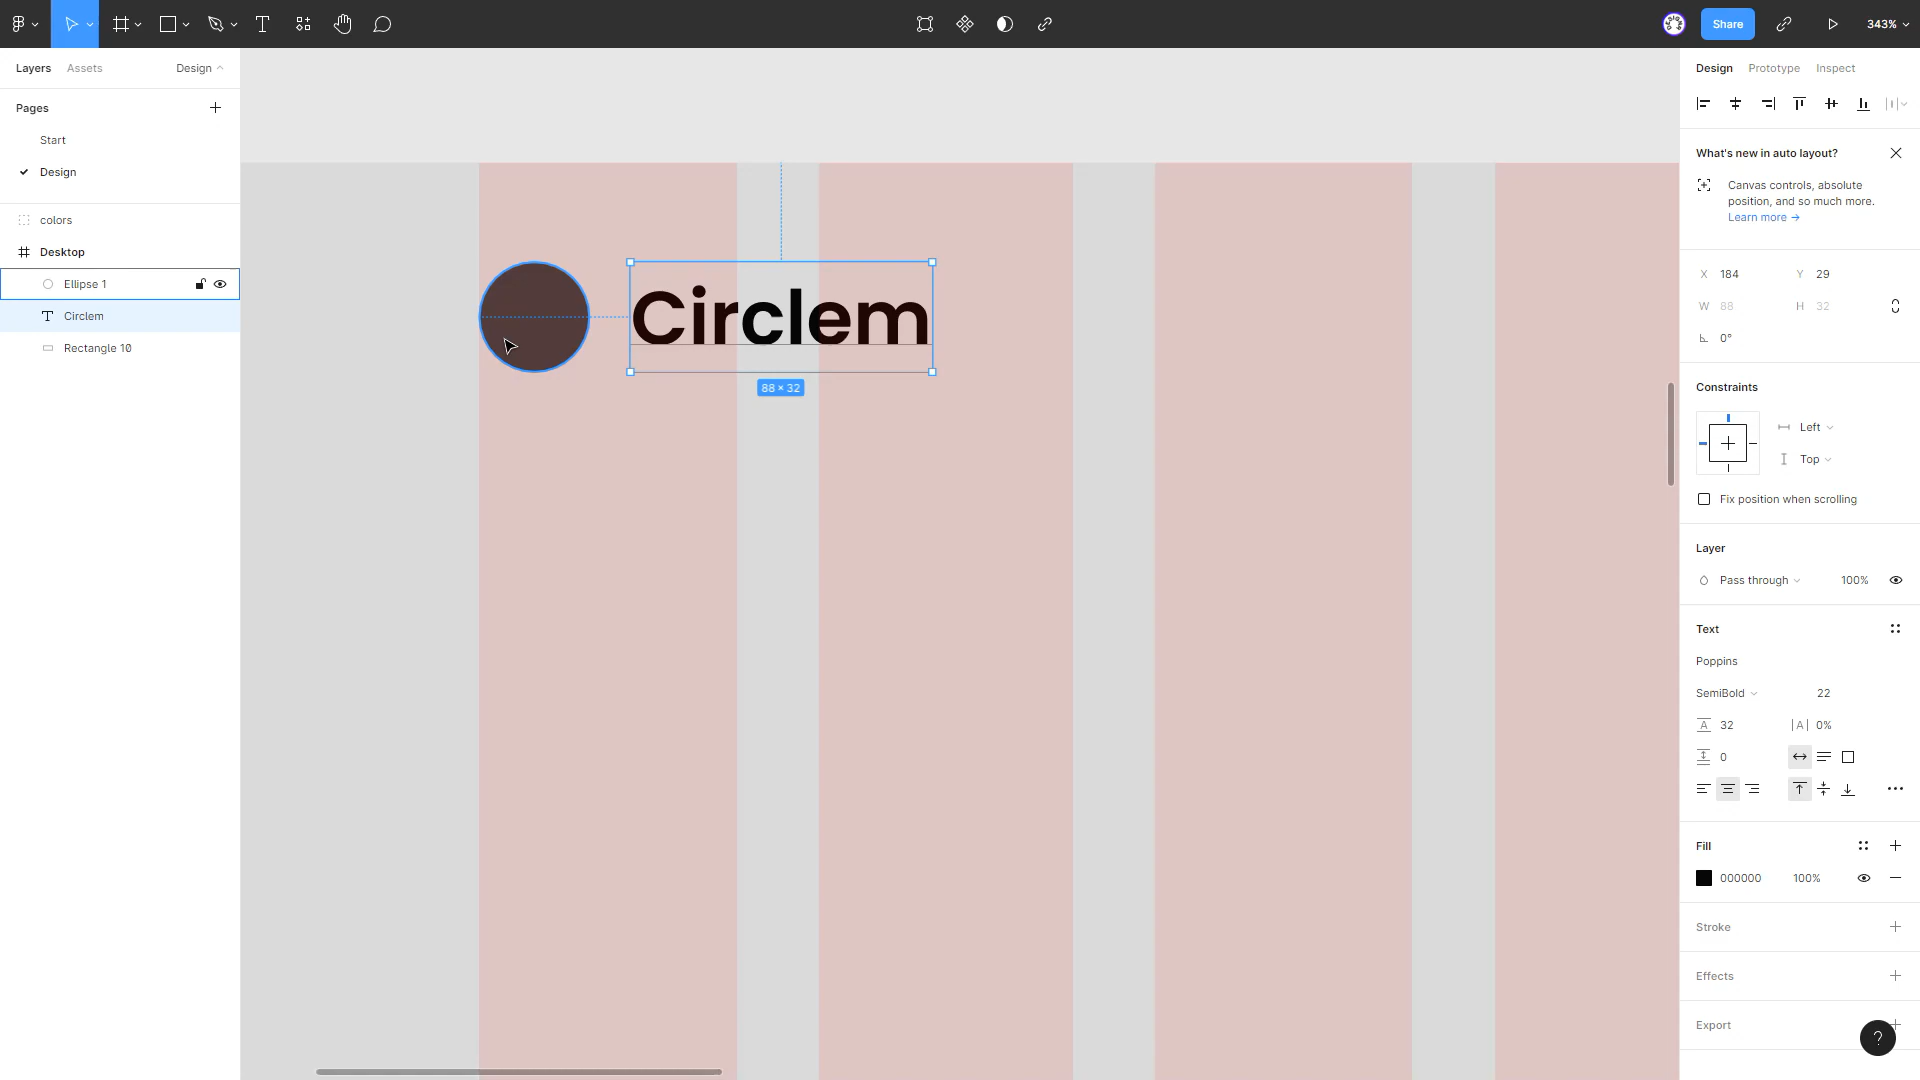 Share
343%
Layers
Assets
Design
Pages
Start
Design
colors
Desktop
Ellipse 1
Circlem
Rectangle 10
Circlem
88 × 32
Design
Prototype
Inspect
What's new in auto layout?
Canvas controls, absolute
position, and so much more.
Learn more →
X 184
Y 29
W 88
H 32
0°
Constraints
Left
Top
Fix position when scrolling
Layer
Pass through
100%
Text
Poppins
SemiBold
22
A 32
|A| 0%
0
Fill
000000
100%
Stroke
Effects
Export
?